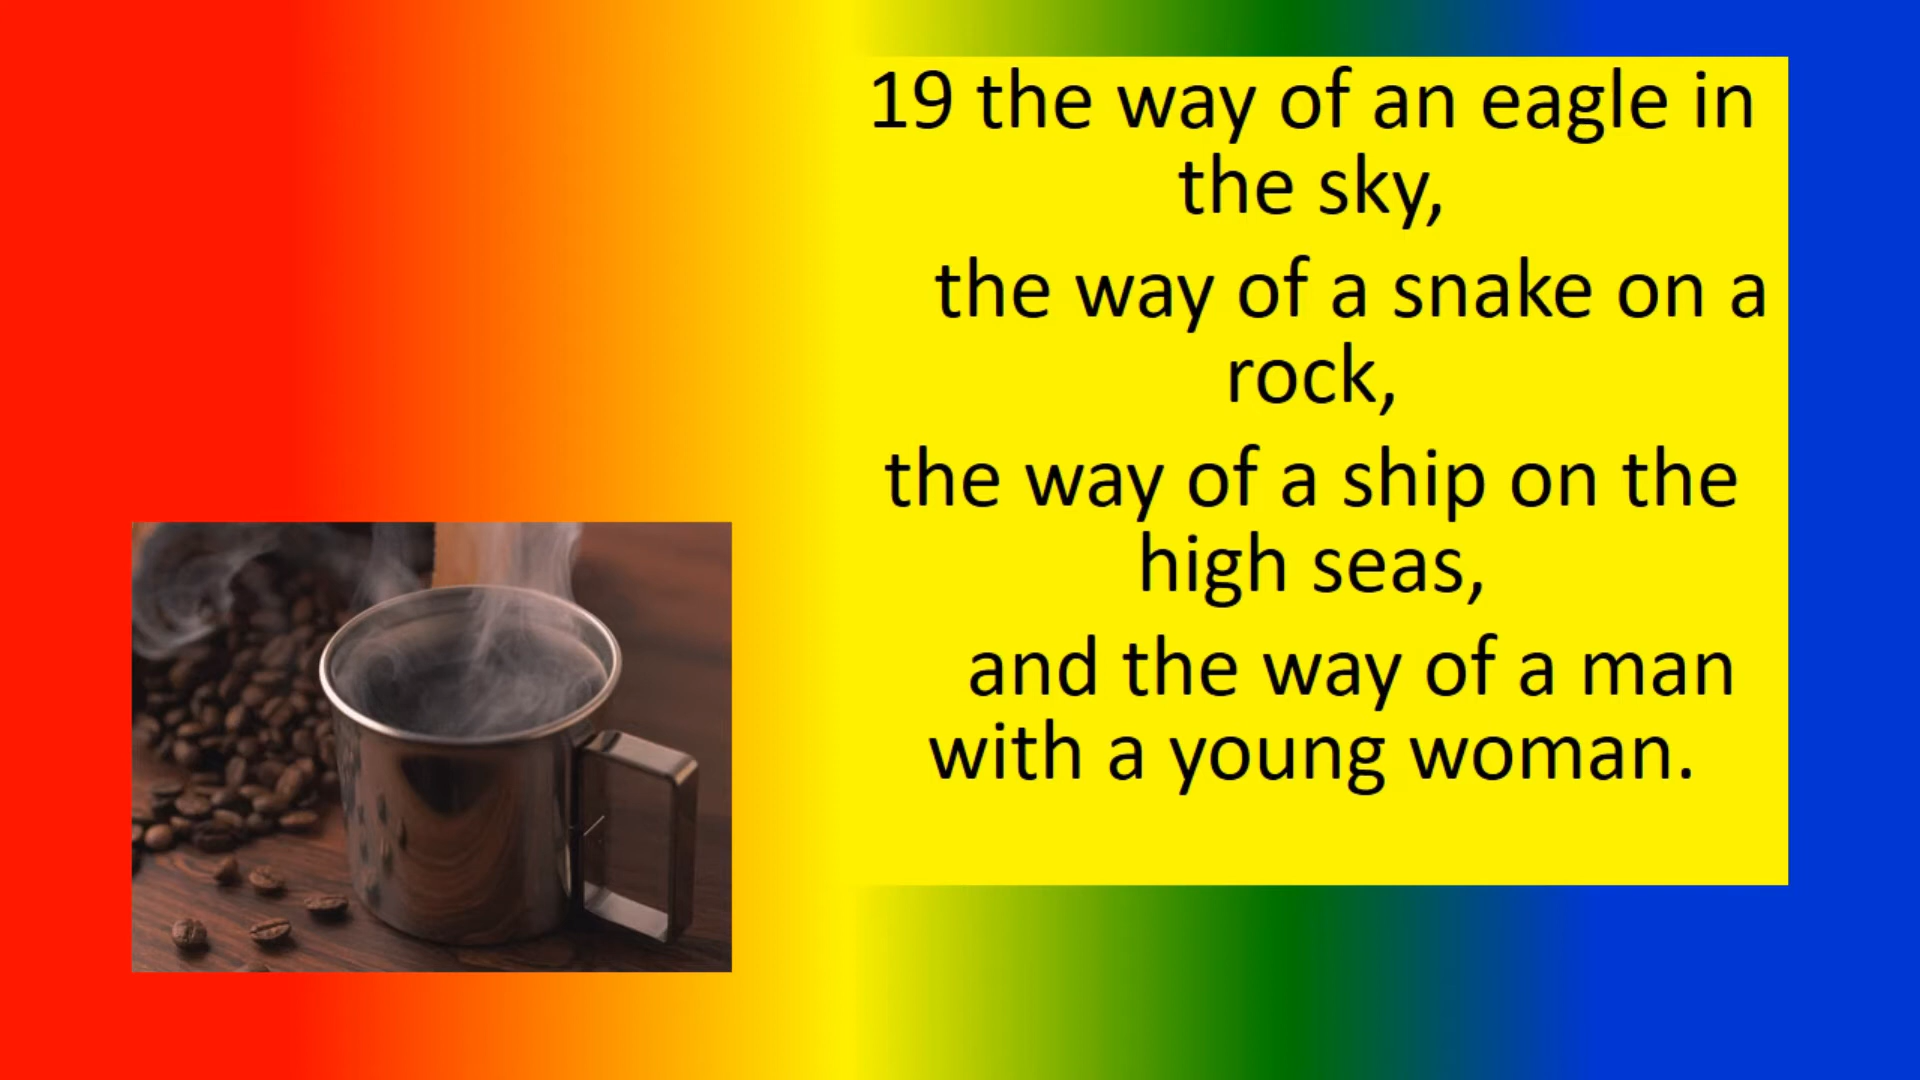 19 the way of an eagle in
the sky,
the way of a snake on a
rock,
the way of a ship on the
high seas,
and the way of a man
with a young woman.